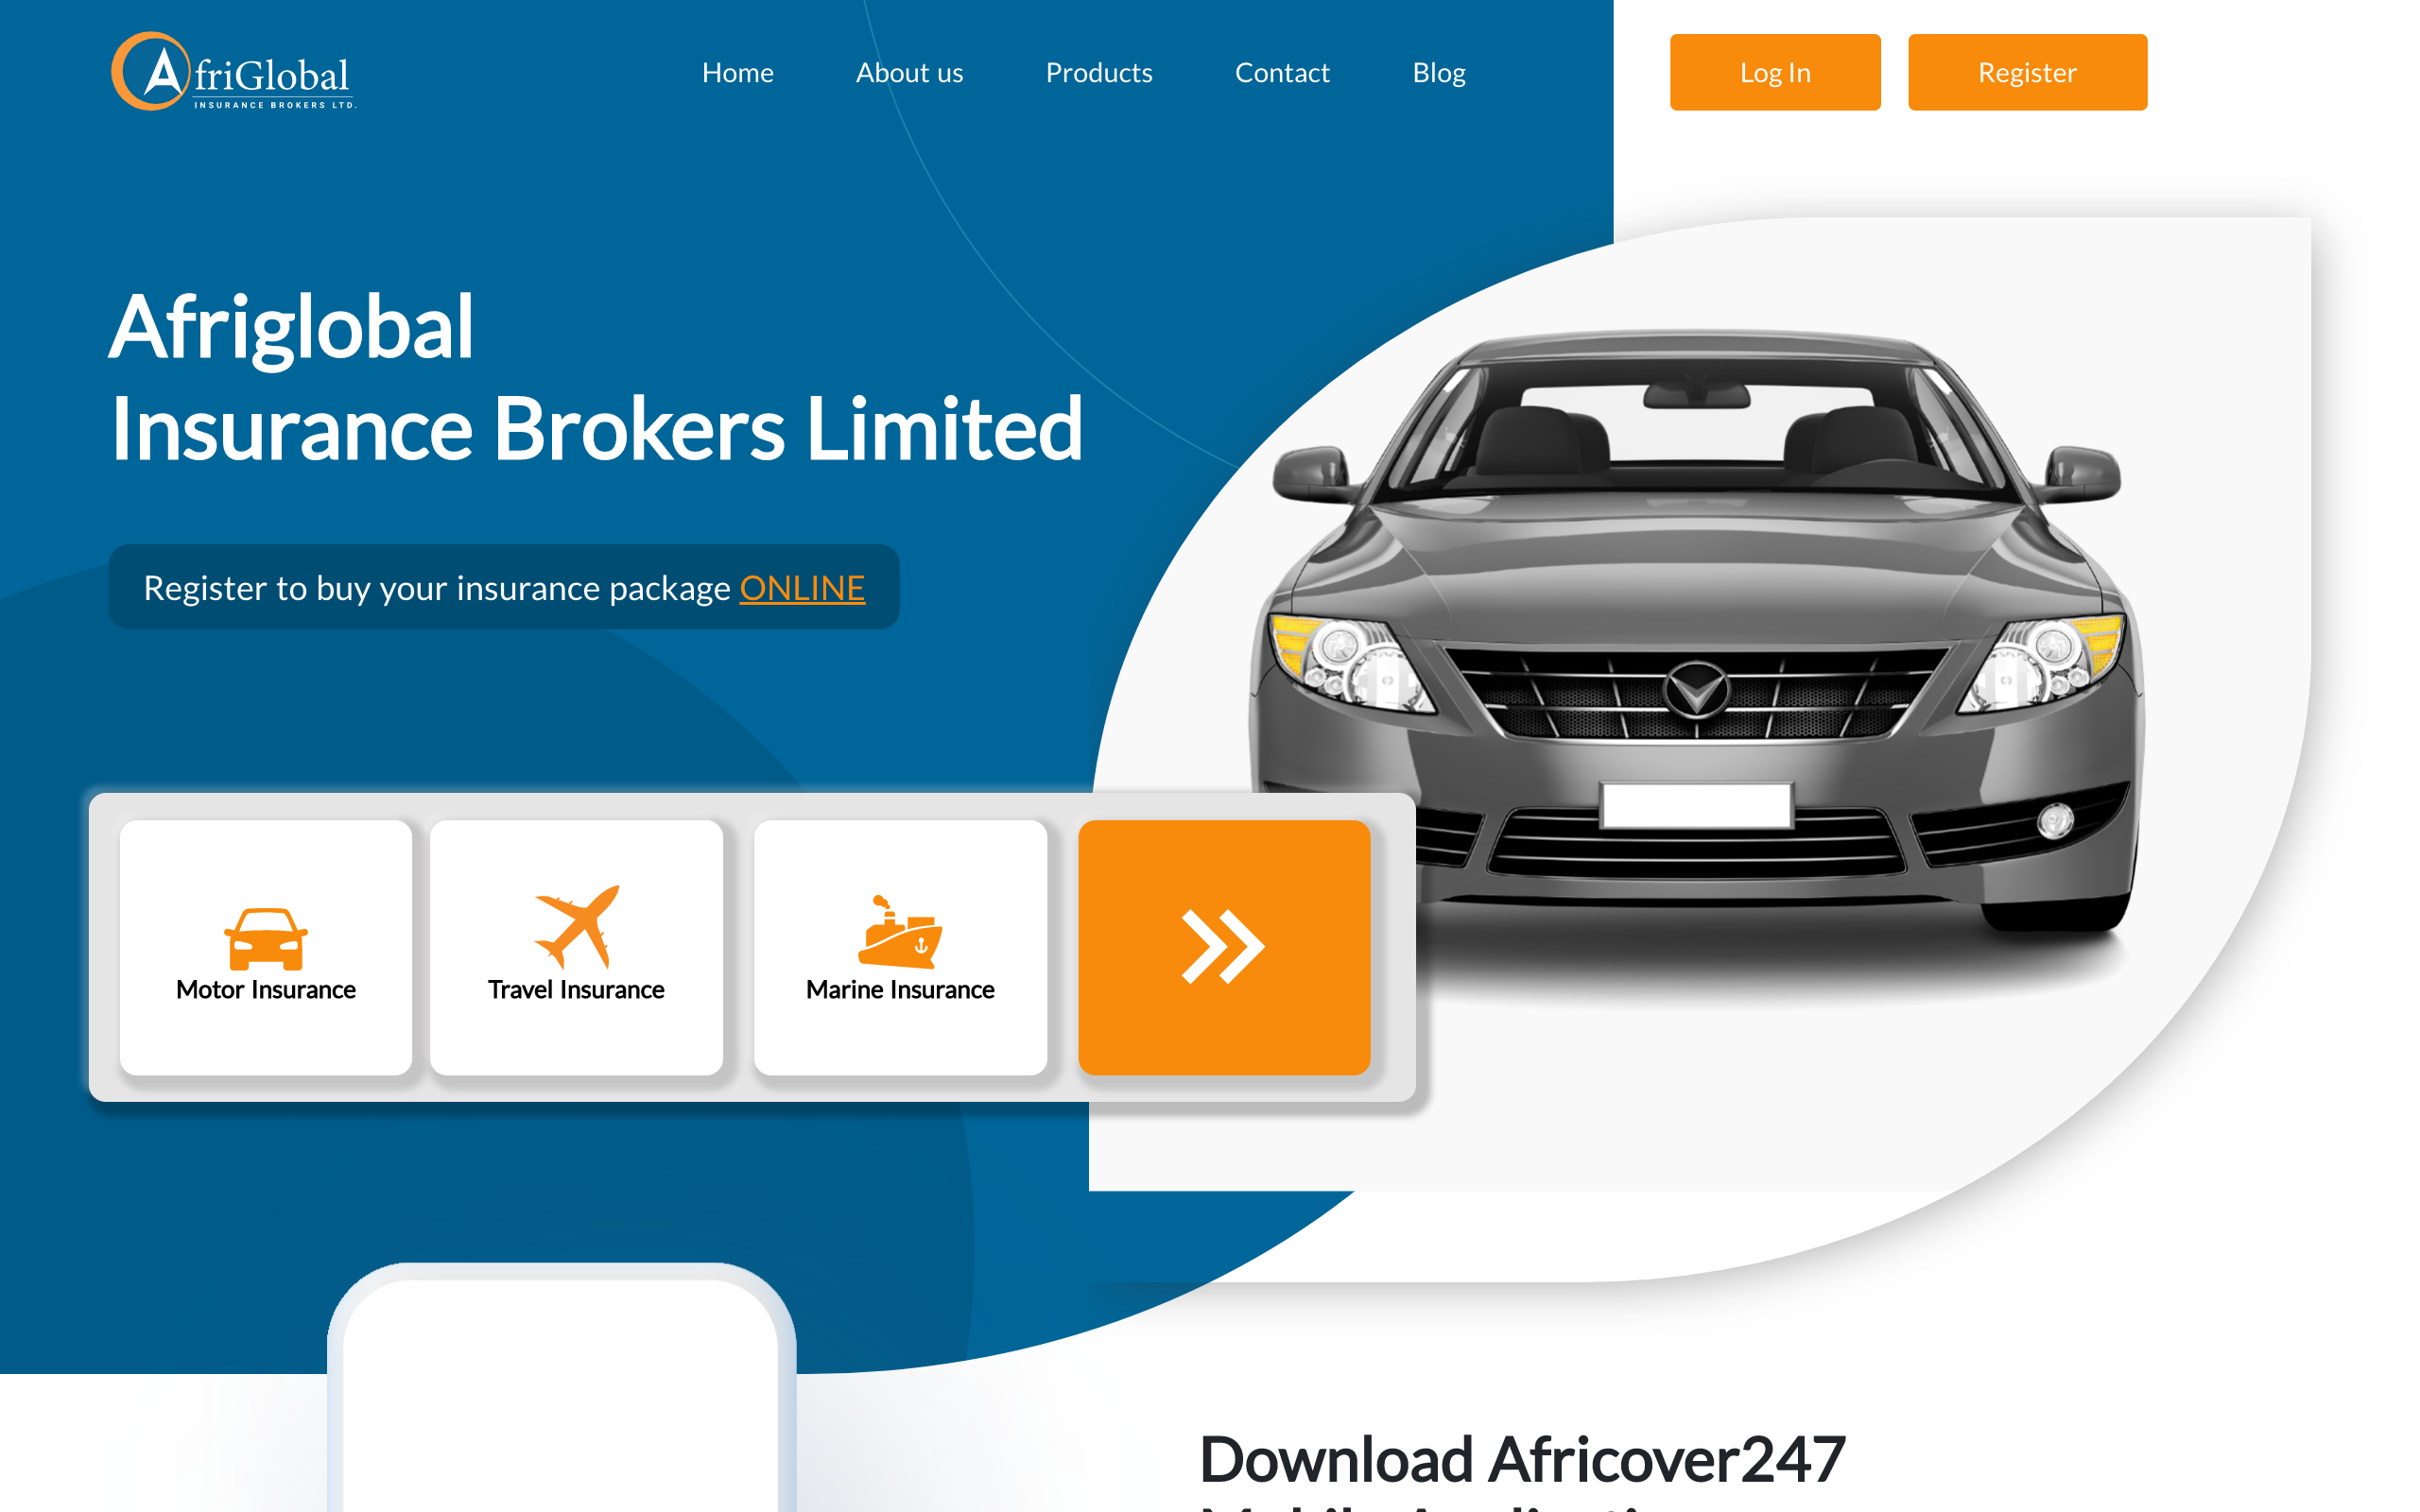 AfriGlobal
INSURANCE BROKERS LTD.
Home
About us
Products
Contact
Blog
Log In
Register
Afriglobal
Insurance Brokers Limited
Register to buy your insurance package ONLINE
Motor Insurance
Travel Insurance
Marine Insurance
Download Africover247